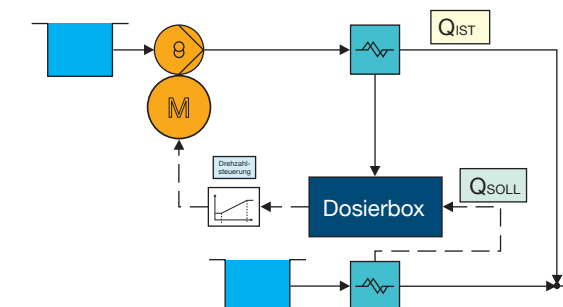 QIST
M
Drehzahl-
steuerung
QSOLL
Dosierbox